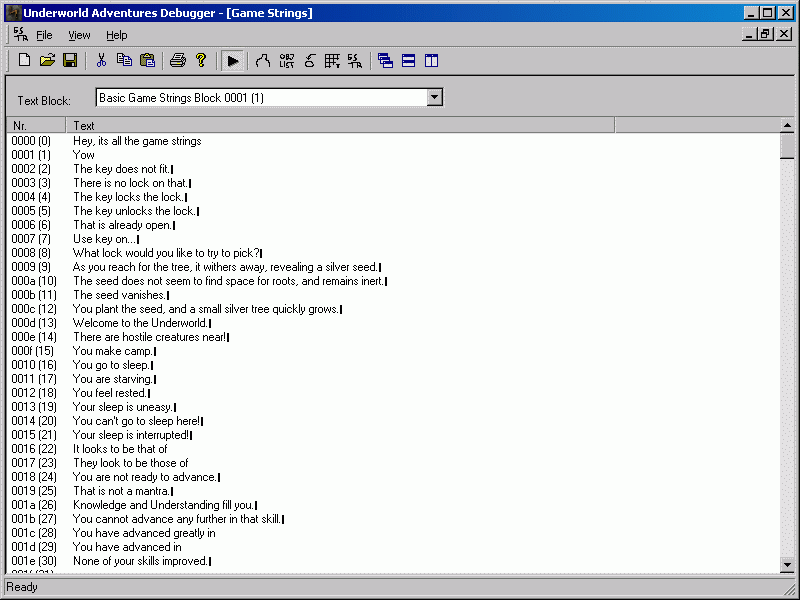 Underworld Adventures Debugger - [Game Strings]
File View Help
OBJ LIST
Text Block: Basic Game Strings Block 0001 (1)
Nr. Text
0000 (0) Hey, its all the game strings
0001 (1) Yow
0002 (2) The key does not fit.
0003 (3) There is no lock on that.
0004 (4) The key locks the lock.
0005 (5) The key unlocks the lock.
0006 (6) That is already open.
0007 (7) Use key on...
0008 (8) What lock would you like to try to pick?
0009 (9) As you reach for the tree, it withers away, revealing a silver seed.
000a (10) The seed does not seem to find space for roots, and remains inert.
000b (11) The seed vanishes.
000c (12) You plant the seed, and a small silver tree quickly grows.
000d (13) Welcome to the Underworld.
000e (14) There are hostile creatures near!
000f (15) You make camp.
0010 (16) You go to sleep.
0011 (17) You are starving.
0012 (18) You feel rested.
0013 (19) Your sleep is uneasy.
0014 (20) You can't go to sleep here!
0015 (21) Your sleep is interrupted!
0016 (22) It looks to be that of
0017 (23) They look to be those of
0018 (24) You are not ready to advance.
0019 (25) That is not a mantra.
001a (26) Knowledge and Understanding fill you.
001b (27) You cannot advance any further in that skill.
001c (28) You have advanced greatly in
001d (29) You have advanced in
001e (30) None of your skills improved.
Ready